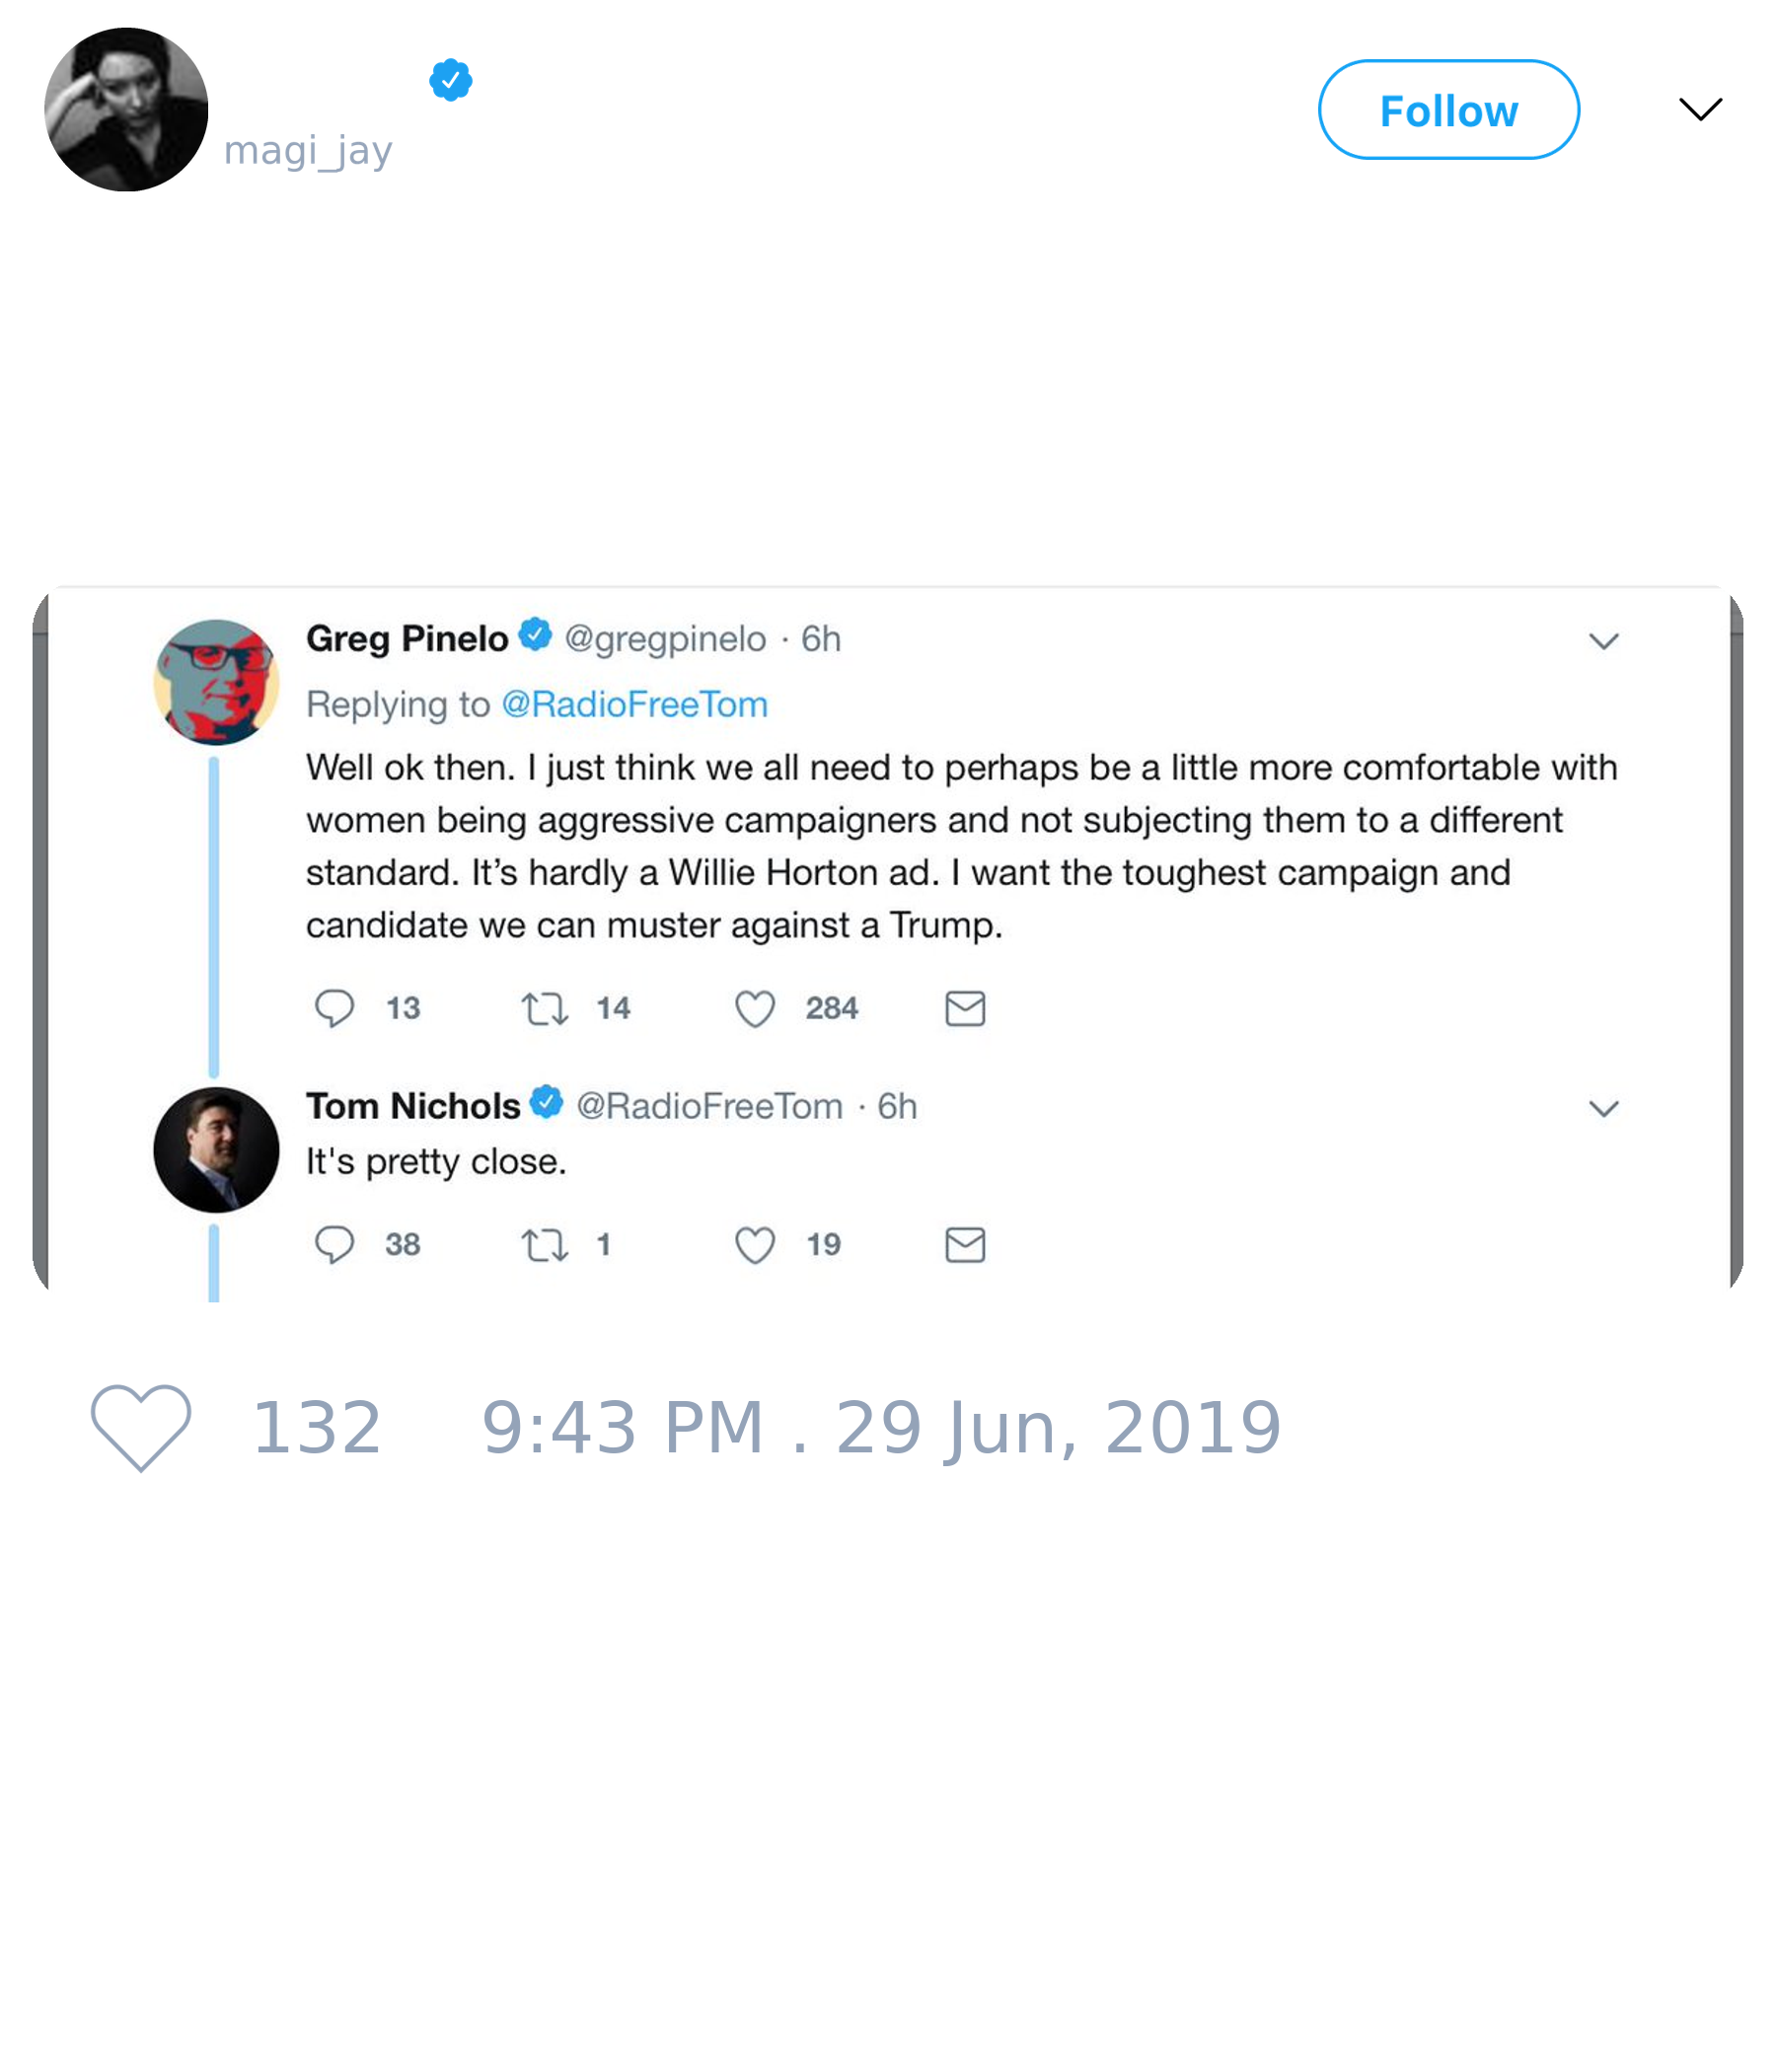 magi_jay
Follow
Greg Pinelo @gregpinelo · 6h
Replying to @RadioFreeTom
Well ok then. I just think we all need to perhaps be a little more comfortable with
women being aggressive campaigners and not subjecting them to a different
standard. It’s hardly a Willie Horton ad. I want the toughest campaign and
candidate we can muster against a Trump.
13 14 284
Tom Nichols @RadioFreeTom · 6h
It's pretty close.
38 1 19
132 9:43 PM . 29 Jun, 2019